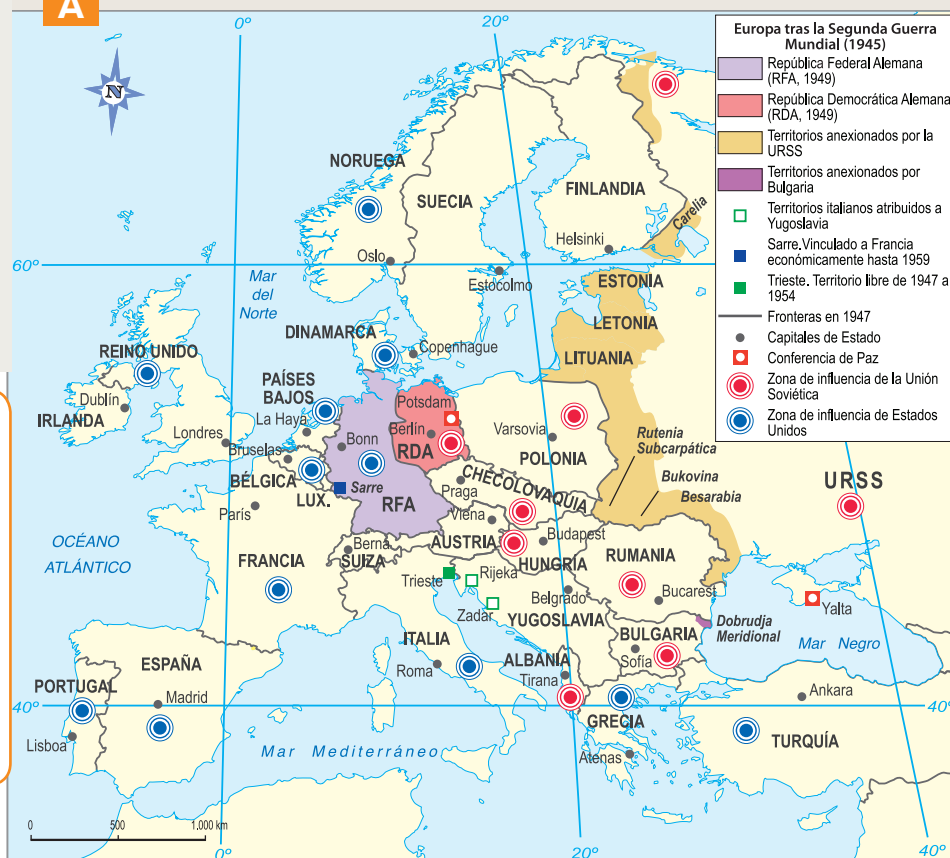 A
0º
20º
N
Europa tras la Segunda Guerra
Mundial (1945)
República Federal Alemana
(RFA, 1949)
República Democrática Alemana
(RDA, 1949)
Territorios anexionados por la
URSS
Territorios anexionados por
Bulgaria
Territorios italianos atribuidos a
Yugoslavia
Sarre.Vinculado a Francia
económicamente hasta 1959
Trieste. Territorio libre de 1947 a
1954
Fronteras en 1947
Capitales de Estado
Conferencia de Paz
Zona de influencia de la Unión
Soviética
Zona de influencia de Estados
Unidos
NORUEGA
SUECIA
FINLANDIA
Carelia
Helsinki
Oslo
60º
Estocolmo
ESTONIA
Mar
del
Norte
LETONIA
DINAMARCA
Copenhague
LITUANIA
REINO UNIDO
PAÍSES
BAJOS
Dublín
IRLANDA
La Haya
Potsdam
Londres
Berlín
Varsovia
Rutenia
Subcarpática
Bruselas
Bonn
RDA
POLONIA
Bukovina
BÉLGICA
Sarre
CHECOLOVAQUIA
Besarabia
URSS
LUX.
Praga
París
RFA
Viena
OCÉANO
ATLÁNTICO
Berna
AUSTRIA
Budapest
FRANCIA
SUIZA
HUNGRÍA
RUMANIA
Trieste
Rijeka
Belgrado
Bucarest
Yalta
Zadar
YUGOSLAVIA
Dobrudja
Meridional
ITALIA
BULGARIA
Mar Negro
ESPAÑA
Roma
ALBANIA
Sofía
PORTUGAL
Madrid
Tirana
Ankara
40º
40º
GRECIA
Lisboa
Mar Mediterráneo
Atenas
TURQUÍA
0
500
1.000 km
0º
20º
40º